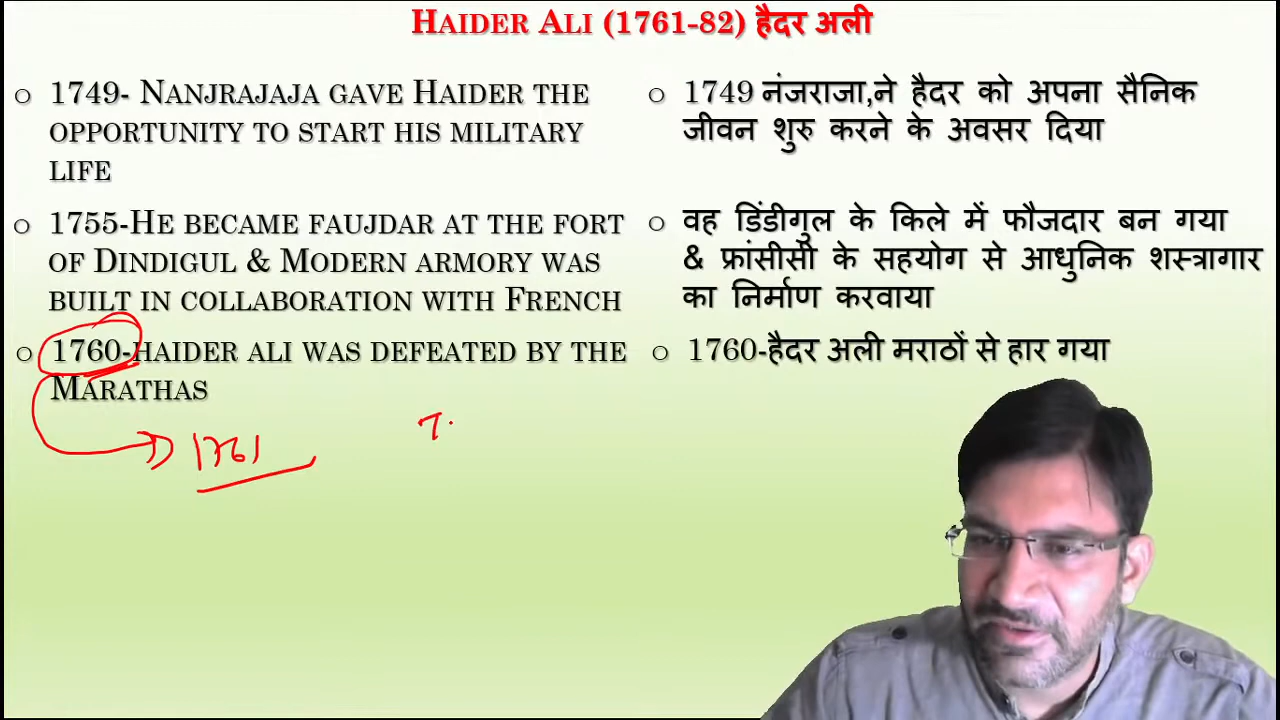 HAIDER ALI (1761-82) हैदर अली
1749- NANJRAJAJA GAVE HAIDER THE
OPPORTUNITY TO START HIS MILITARY
LIFE
1755-HE BECAME FAUJDAR AT THE FORT
OF DINDIGUL & MODERN ARMORY WAS
BUILT IN COLLABORATION WITH FRENCH
1760-HAIDER ALI WAS DEFEATED BY THE
MARATHAS
1761
1749 नंजराजा,ने हैदर को अपना सैनिक
जीवन शुरु करने के अवसर दिया
वह डिंडीगुल के किले में फौजदार बन गया
& फ्रांसीसी के सहयोग से आधुनिक शस्त्रागार
का निर्माण करवाया
1760-हैदर अली मराठों से हार गया